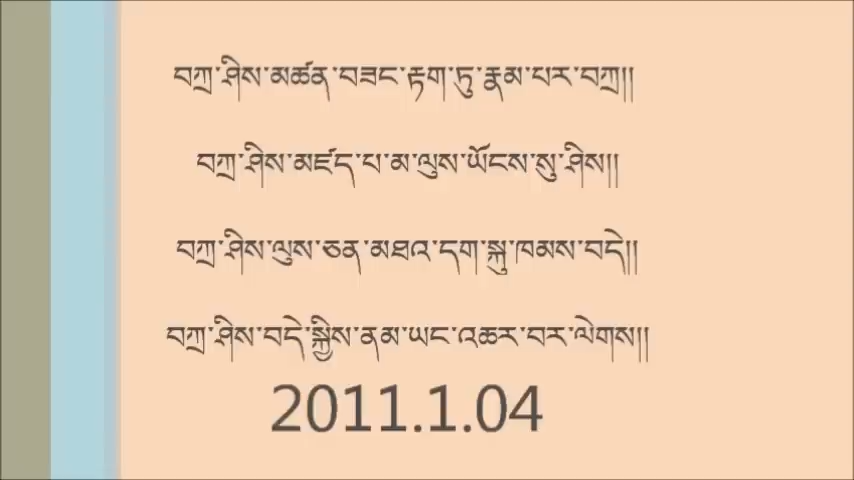 བཀྲ་ཤིས་མཚན་བཟང་རྟག་ཏུ་རྣམ་པར་བཀྲ།།
བཀྲ་ཤིས་མཛད་པ་མ་ལུས་ཡོངས་སུ་ཤིས།།
བཀྲ་ཤིས་ལུས་ཅན་མཐའ་དག་སྐུ་ཁམས་བདེ།།
བཀྲ་ཤིས་བདེ་སྐྱིས་ནམ་ཡང་འཆར་བར་ལེགས།།
2011.1.04